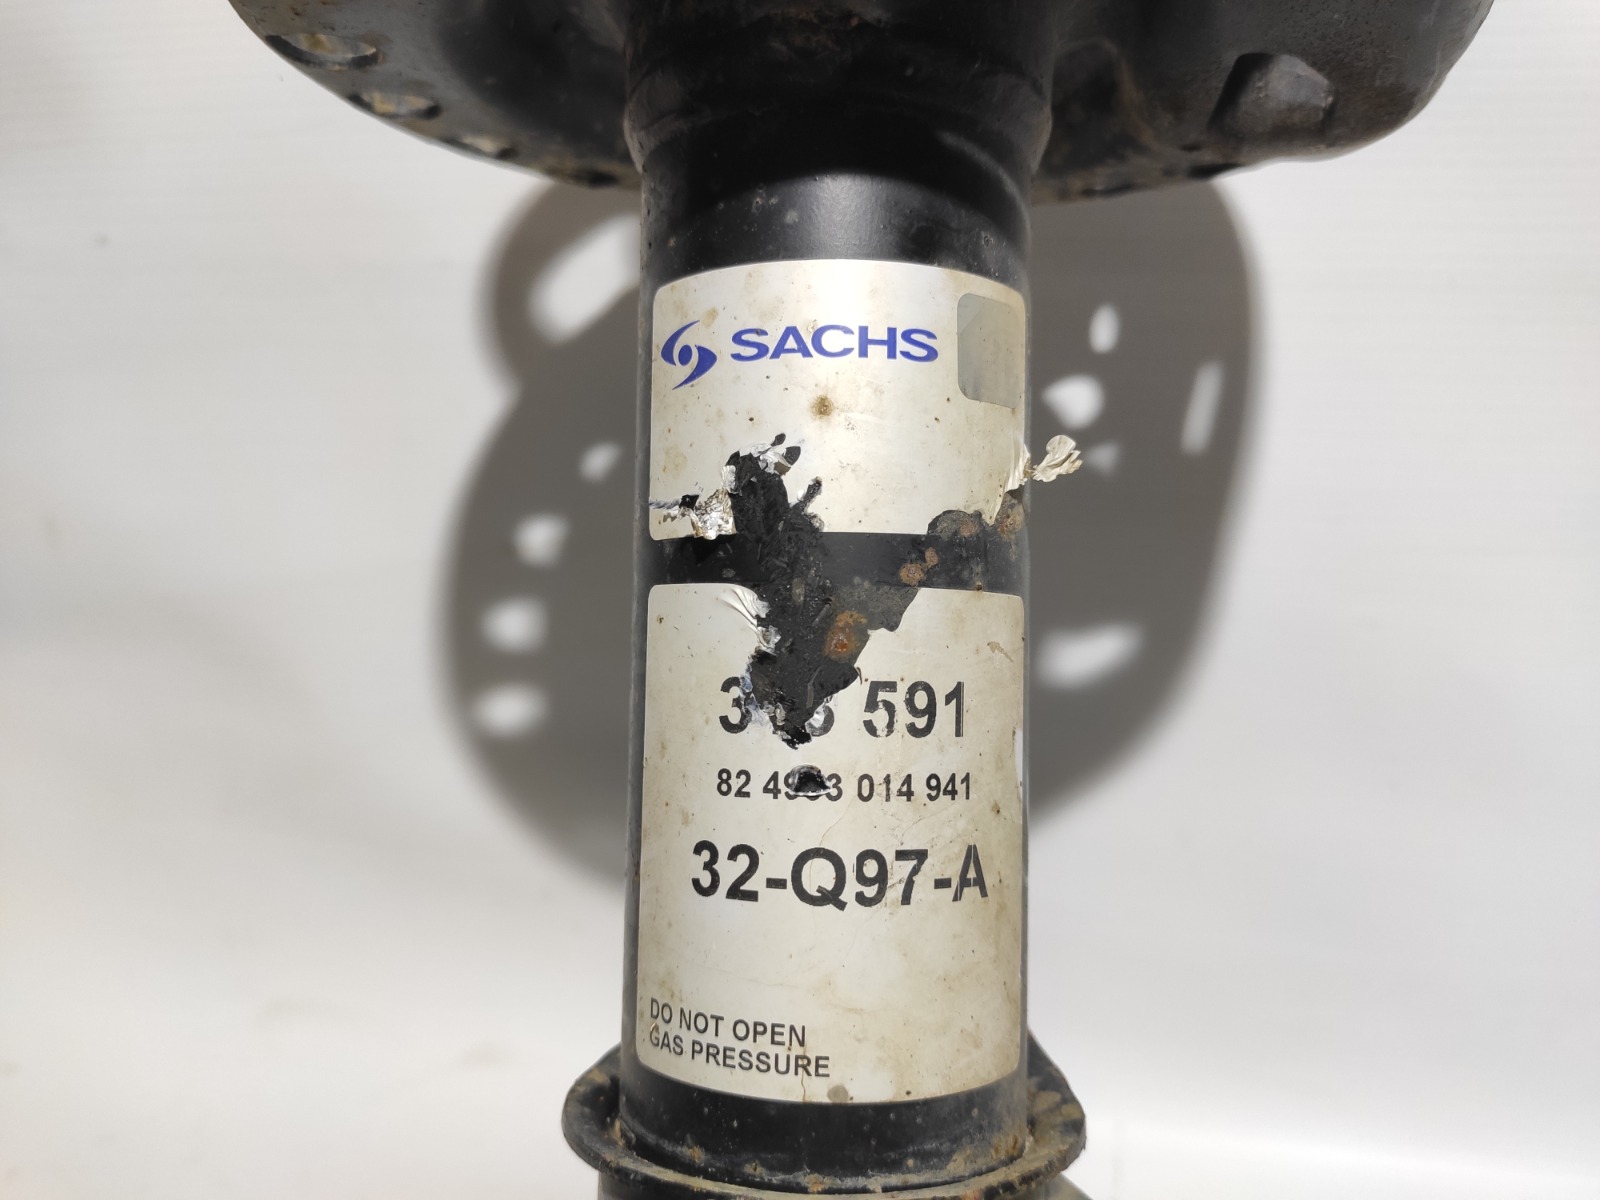 SACHS
591
82 014 941
32-Q97-A
DO NOT OPEN
GAS PRESSURE